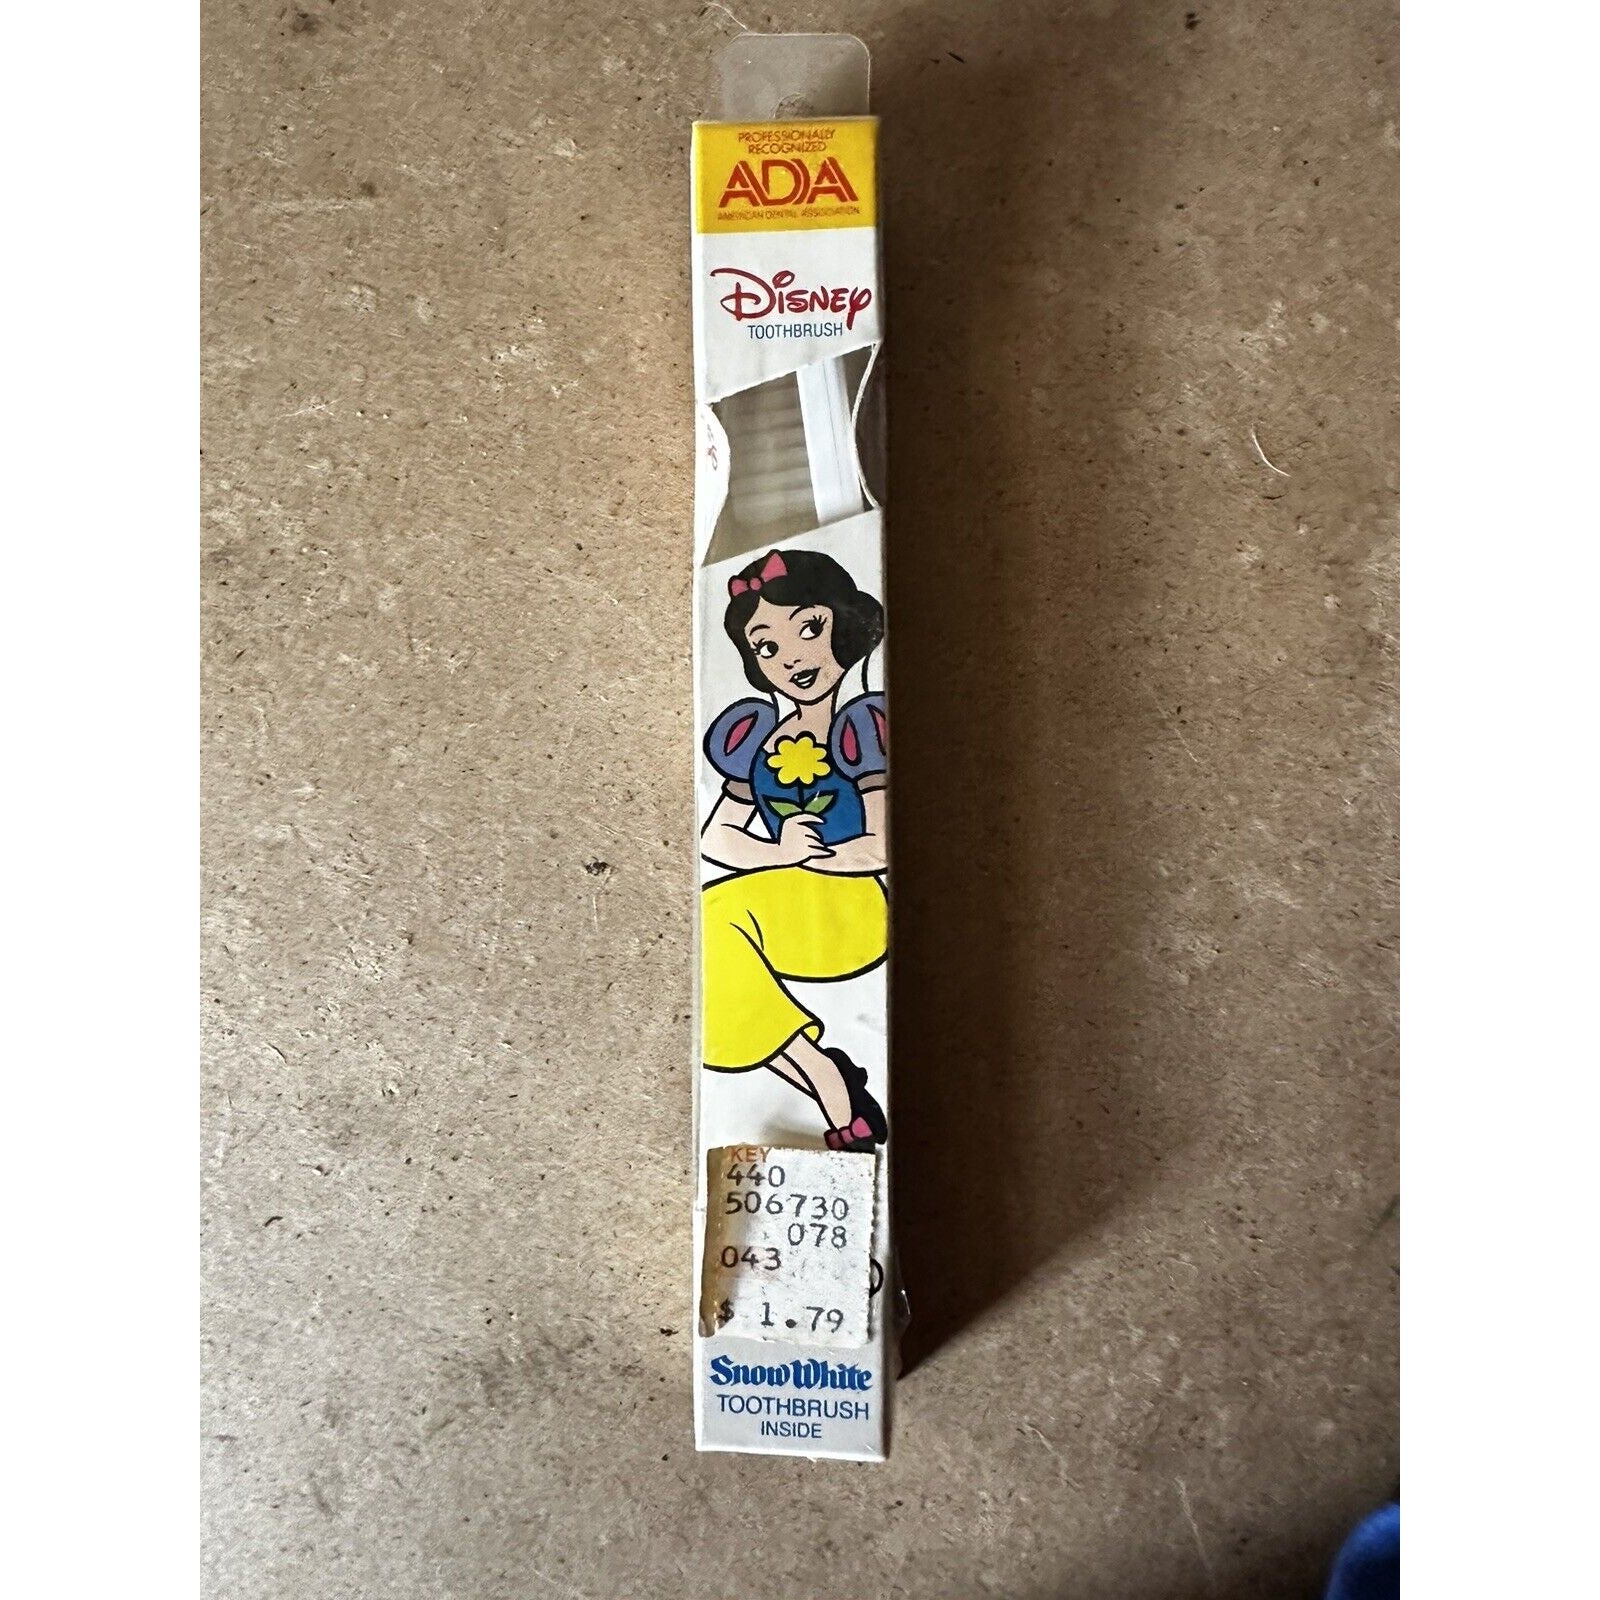 PROFESSIONALLY
RECOGNIZED
ADA
AMERICAN DENTAL ASSOCIATION
Disney
TOOTHBRUSH
KEY
440
506730
078
043
$ 1.79
Snow White
TOOTHBRUSH
INSIDE